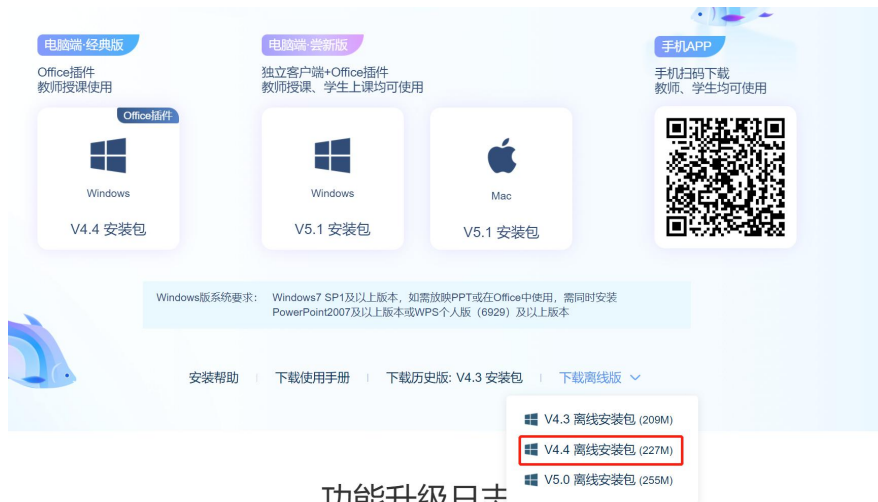 电脑端·经典版
Office插件
教师授课使用
Office插件
Windows
V4.4 安装包
电脑端·尝新版
独立客户端+Office插件
教师授课、学生上课均可使用
Windows
V5.1 安装包
Mac
V5.1 安装包
手机APP
手机扫码下载
教师、学生均可使用
Windows版系统要求: Windows7 SP1及以上版本，如需放映PPT或在Office中使用，需同时安装
PowerPoint2007及以上版本或WPS个人版（6929）及以上版本
安装帮助 下载使用手册 下载历史版: V4.3 安装包 下载离线版
V4.3 离线安装包 (209M)
V4.4 离线安装包 (227M)
V5.0 离线安装包 (255M)
功能升级日志